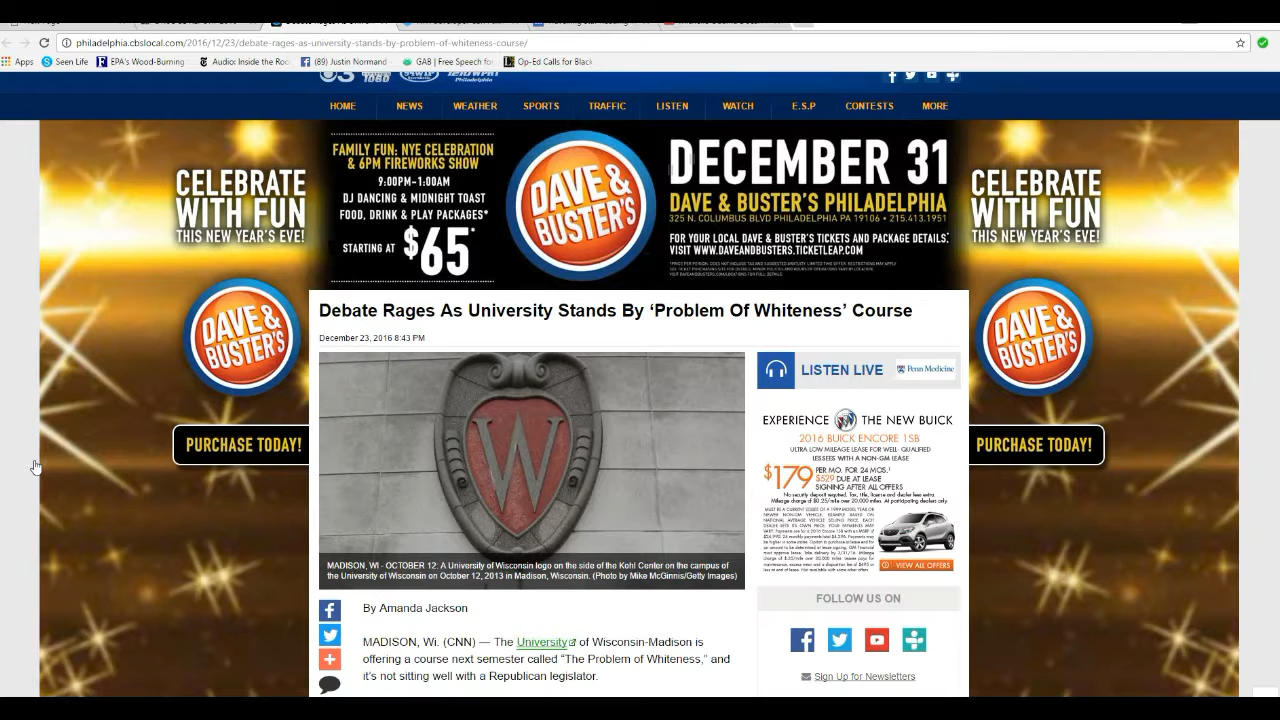 philadelphia.cbslocal.com/2016/12/23/debate-rages-as-university-stands-by-problem-of-whiteness-course/
Apps Seen Life EPA's Wood-Burning Audio: Inside the Roo (89) Justin Normand GAB | Free Speech for Op-Ed Calls for Black
HOME NEWS WEATHER SPORTS TRAFFIC LISTEN WATCH E.S.P CONTESTS MORE
CELEBRATE
WITH FUN
THIS NEW YEAR'S EVE!
DAVE &
BUSTER'S
PURCHASE TODAY!
FAMILY FUN: NYE CELEBRATION
& 6PM FIREWORKS SHOW
9:00PM-1:00AM
DJ DANCING & MIDNIGHT TOAST
FOOD, DRINK & PLAY PACKAGES*
STARTING AT $65*
DAVE &
BUSTER'S
DECEMBER 31
DAVE & BUSTER'S PHILADELPHIA
325 N. COLUMBUS BLVD PHILADELPHIA PA 19106 • 215.413.1951
FOR YOUR LOCAL DAVE & BUSTER'S TICKETS AND PACKAGE DETAILS:
VISIT WWW.DAVEANDBUSTERS.TICKETLEAP.COM
CELEBRATE
WITH FUN
THIS NEW YEAR'S EVE!
DAVE &
BUSTER'S
PURCHASE TODAY!
Debate Rages As University Stands By ‘Problem Of Whiteness’ Course
December 23, 2016 8:43 PM
W
MADISON, WI - OCTOBER 12: A University of Wisconsin logo on the side of the Kohl Center on the campus of
the University of Wisconsin on October 12, 2013 in Madison, Wisconsin. (Photo by Mike McGinnis/Getty Images)
By Amanda Jackson
MADISON, Wi. (CNN) — The University of Wisconsin-Madison is
offering a course next semester called “The Problem of Whiteness,” and
it’s not sitting well with a Republican legislator.
LISTEN LIVE Penn Medicine
EXPERIENCE THE NEW BUICK
2016 BUICK ENCORE 1SB
ULTRA LOW MILEAGE LEASE FOR WELL- QUALIFIED
LESSEES WITH A NON-GM LEASE
$179 PER MO. FOR 24 MOS.
$529 DUE AT LEASE
SIGNING AFTER ALL OFFERS
VIEW ALL OFFERS
FOLLOW US ON
Sign Up for Newsletters